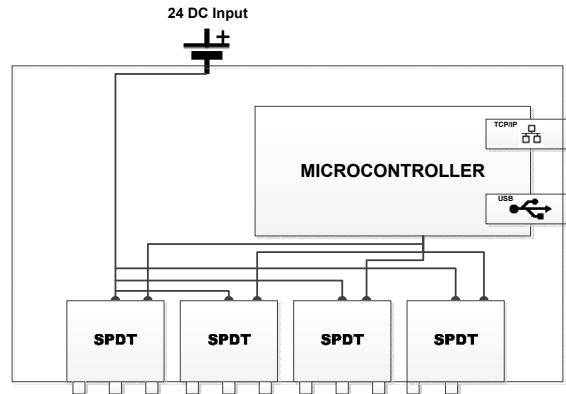 24 DC Input
+
TCP/IP
MICROCONTROLLER
USB
SPDT SPDT SPDT SPDT